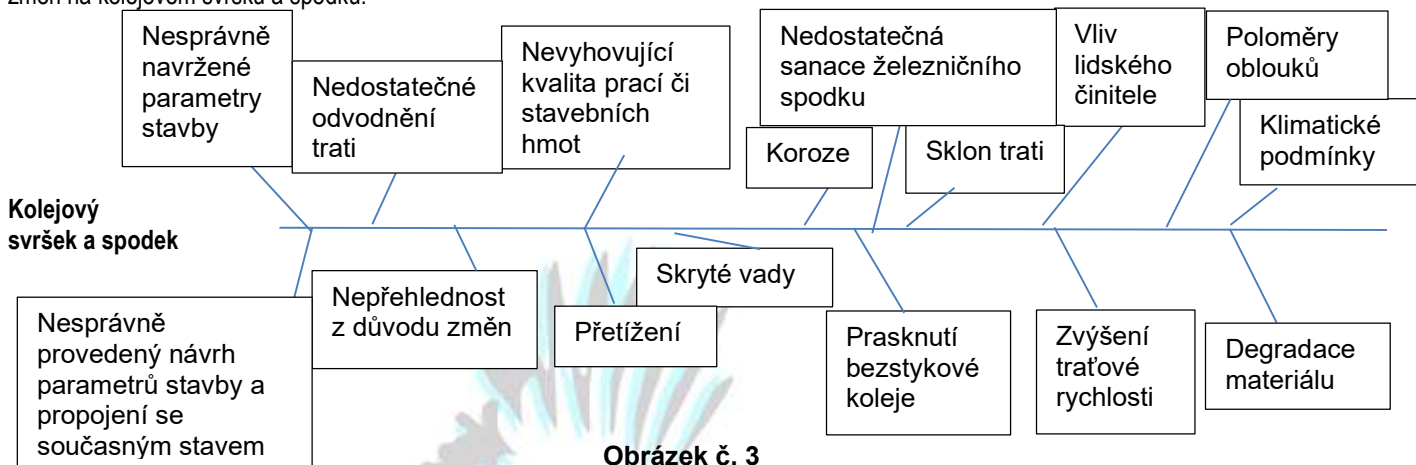 změn na kolejovém svršku a spodku.
Nesprávně
navržené
parametry
stavby
Nedostatečné
odvodnění
trati
Nevyhovující
kvalita prací či
stavebních
hmot
Nedostatečná
sanace železničního
spodku
Vliv
lidského
činitele
Poloměry
oblouků
Koroze
Sklon trati
Klimatické
podmínky
Kolejový
svršek a spodek
Nesprávně
provedený návrh
parametrů stavby a
propojení se
současným stavem
Nepřehlednost
z důvodu změn
Přetížení
Skryté vady
Prasknutí
bezstykové
koleje
Zvýšení
traťové
rychlosti
Degradace
materiálu
Obrázek č. 3